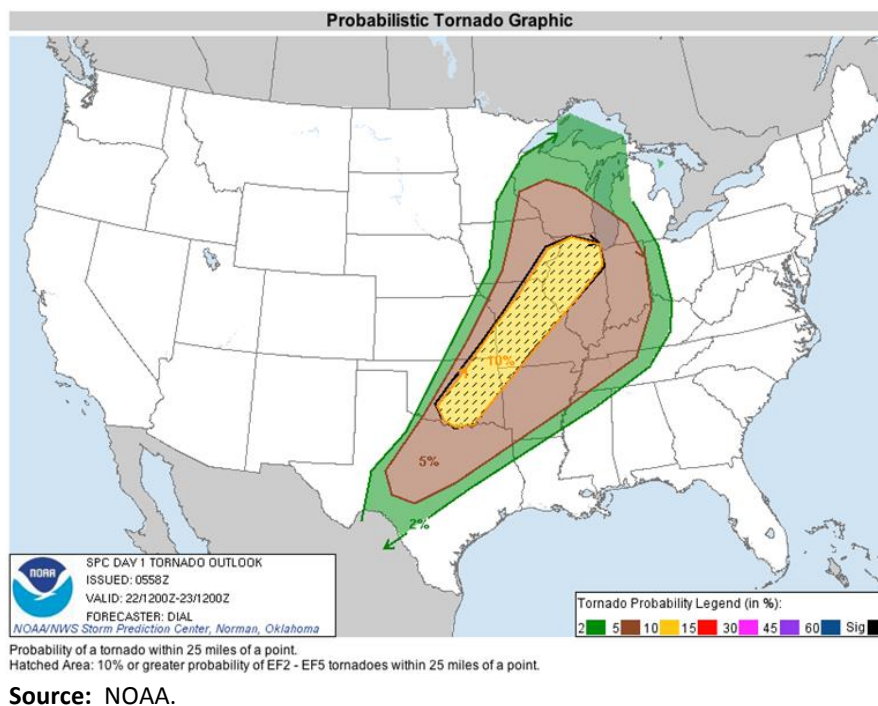 Probabilistic Tornado Graphic
10%
5%
2%
NOAA
SPC DAY 1 TORNADO OUTLOOK
ISSUED: 0558Z
VALID: 22/1200Z-23/1200Z
FORECASTER: DIAL
NOAA/NWS Storm Prediction Center, Norman, Oklahoma
Tornado Probability Legend (in %):
2 5 10 15 30 45 60 Sig
Probability of a tornado within 25 miles of a point.
Hatched Area: 10% or greater probability of EF2 - EF5 tornadoes within 25 miles of a point.
Source: NOAA.